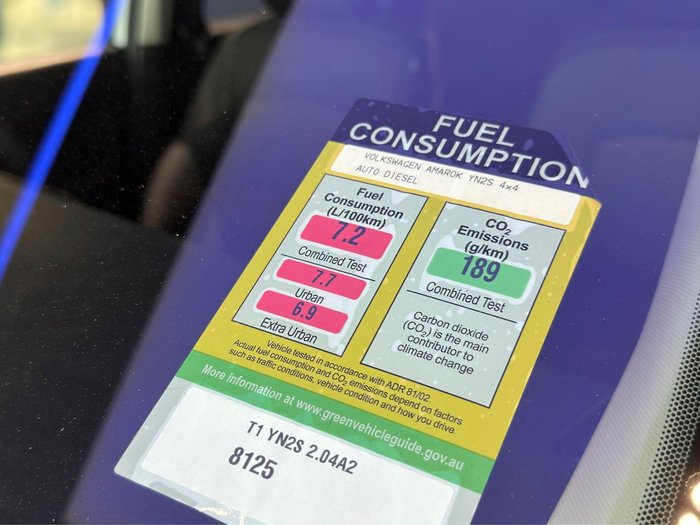 FUEL
CONSUMPTION
VOLKSWAGEN AMAROK YN2S 4x4
AUTO DIESEL
Fuel
Consumption
(L/100km)
7.2
Combined Test
7.7
Urban
6.9
Extra Urban
CO2
Emissions
(g/km)
189
Combined Test
Carbon dioxide
(CO2) is the main
contributor to
climate change
Vehicle tested in accordance with ADR 81/02.
Actual fuel consumption and CO2 emissions depend on factors
such as traffic conditions, vehicle condition and how you drive.
More information at www.greenvehicleguide.gov.au
T1 YN2S 2.04A2
8125